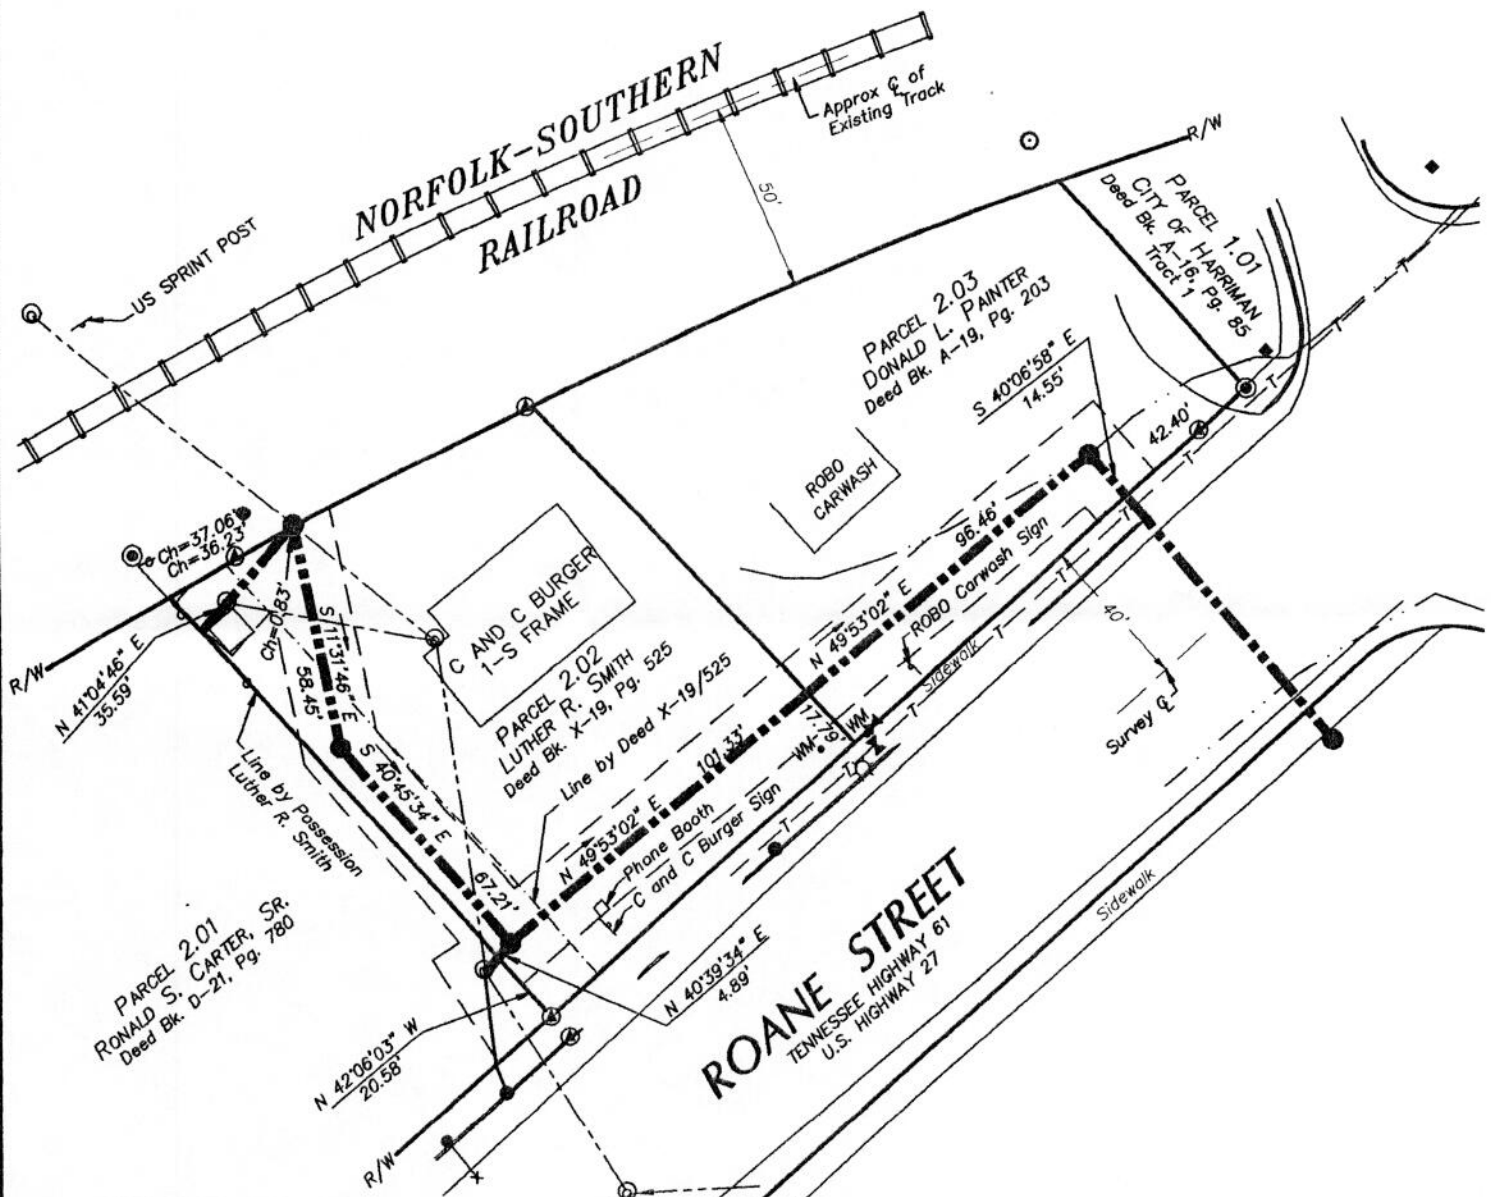 NORFOLK-SOUTHERN
RAILROAD
Approx ℄ of
Existing Track
R/W
50'
US SPRINT POST
PARCEL 1.01
CITY OF HARRIMAN
Deed Bk. A-16, Pg. 85
Tract 1
PARCEL 2.03
DONALD L. PAINTER
Deed Bk. A-19, Pg. 203
S 40°06'58" E
14.55'
42.40'
ROBO
CARWASH
96.46'
N 49°53'02" E
ROBO Carwash Sign
Sidewalk
40'
Survey ℄
Ch=37.06'
Ch=36.23'
Ch=0.83'
R/W
N 41°04'46" E
35.59'
S 11°31'46" E
58.45'
C AND C BURGER
1-S FRAME
PARCEL 2.02
LUTHER R. SMITH
Deed Bk. X-19, Pg. 525
Line by Deed X-19/525
S 40°45'34" E
67.21'
Line by Possession
Luther R. Smith
N 49°53'02" E
101.33'
17.79'
WM
WM
Phone Booth
C and C Burger Sign
T
T
T
T
T
T
T
T
T
T
PARCEL 2.01
RONALD S. CARTER, SR.
Deed Bk. D-21, Pg. 780
N 40°39'34" E
4.89'
N 42°06'03" W
20.58'
R/W
ROANE STREET
TENNESSEE HIGHWAY 61
U.S. HIGHWAY 27
Sidewalk